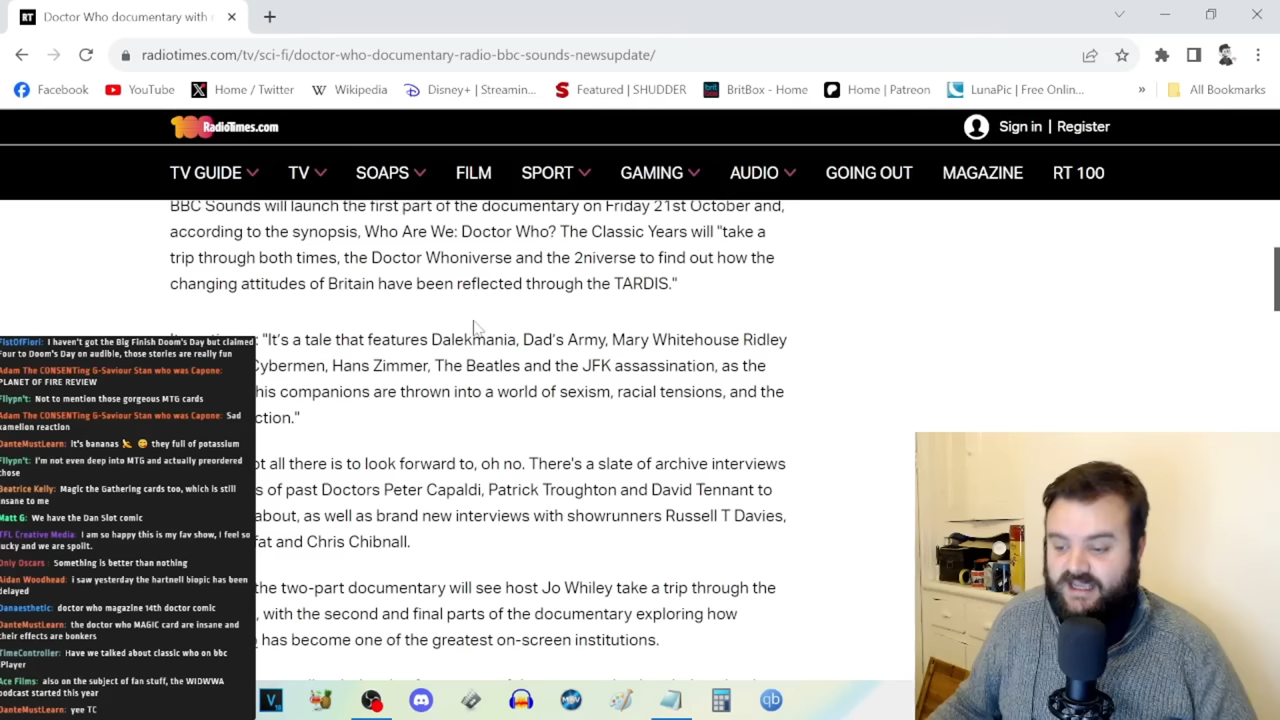 RT Doctor Who documentary with
radiotimes.com/tv/sci-fi/doctor-who-documentary-radio-bbc-sounds-newsupdate/
Facebook YouTube Home / Twitter Wikipedia Disney+ | Streamin... Featured | SHUDDER BritBox - Home Home | Patreon LunaPic | Free Onlin... » All Bookmarks
100 RadioTimes.com Sign in | Register
TV GUIDE TV SOAPS FILM SPORT GAMING AUDIO GOING OUT MAGAZINE RT 100
BBC Sounds will launch the first part of the documentary on Friday 21st October and,
according to the synopsis, Who Are We: Doctor Who? The Classic Years will "take a
trip through both times, the Doctor Whoniverse and the 2niverse to find out how the
changing attitudes of Britain have been reflected through the TARDIS."
"It's a tale that features Dalekmania, Dad's Army, Mary Whitehouse Ridley
Cybermen, Hans Zimmer, The Beatles and the JFK assassination, as the
his companions are thrown into a world of sexism, racial tensions, and the
ction."
ot all there is to look forward to, oh no. There's a slate of archive interviews
s of past Doctors Peter Capaldi, Patrick Troughton and David Tennant to
about, as well as brand new interviews with showrunners Russell T Davies,
fat and Chris Chibnall.
the two-part documentary will see host Jo Whiley take a trip through the
, with the second and final parts of the documentary exploring how
has become one of the greatest on-screen institutions.
FistOfFiori: I haven't got the Big Finish Doom's Day but claimed
Four to Doom's Day on audible, those stories are really fun
Adam The CONSENTing G-Saviour Stan who was Capone:
PLANET OF FIRE REVIEW
Fllypn't: Not to mention those gorgeous MTG cards
Adam The CONSENTing G-Saviour Stan who was Capone: Sad
kamelion reaction
DanteMustLearn: It's bananas 🍌 😄 they full of potasium
Fllypn't: I'm not even deep into MTG and actually preordered
those
Beatrice Kelly: Magic the Gathering cards too, which is still
insane to me
Matt G: We have the Dan Slot comic
TFL Creative Media: I am so happy this is my fav show, I feel so
lucky and we are spoilt.
Only Oscars: Something is better than nothing
Aidan Woodhead: i saw yesterday the hartnell biopic has been
delayed
Danaesthetic: doctor who magazine 14th doctor comic
DanteMustLearn: the doctor who MAGIC card are insane and
their effects are bonkers
TimeController: Have we talked about classic who on bbc
iPlayer
Ace Films: also on the subject of fan stuff, the WIDWWA
podcast started this year
DanteMustLearn: yee TC
V
MSV
qb